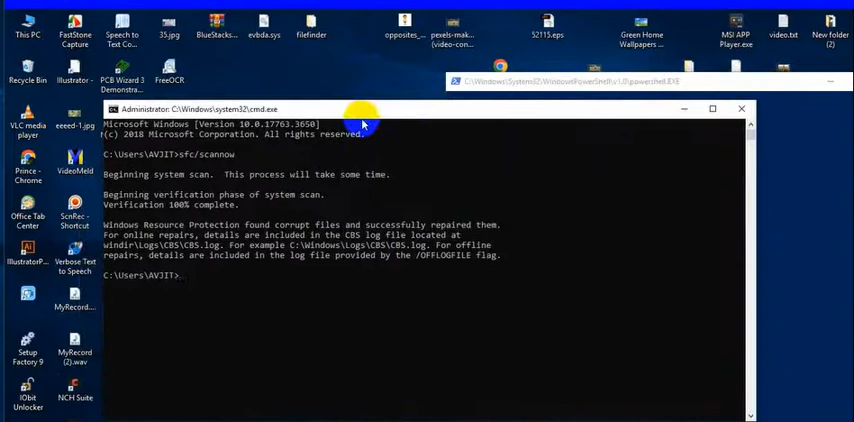 This PC
FastStone
Capture
Speech to
Text Co...
35.jpg
BlueStacks...
evbda.sys
filefinder
opposites_...
pexels-mak...
(video-con...
52115.eps
Green Home
Wallpapers ...
MSI APP
Player.exe
video.txt
New folder
(2)
Recycle Bin
Illustrator -
PCB Wizard 3
Demonstra...
FreeOCR
C:\Windows\System32\WindowsPowerShell\v1.0\powershell.EXE
Administrator: C:\Windows\system32\cmd.exe
VLC media
player
eeeed-1.jpg
Microsoft Windows [Version 10.0.17763.3650]
(c) 2018 Microsoft Corporation. All rights reserved.
C:\Users\AVJIT>sfc/scannow
Beginning system scan.  This process will take some time.
Beginning verification phase of system scan.
Verification 100% complete.
Windows Resource Protection found corrupt files and successfully repaired them.
For online repairs, details are included in the CBS log file located at
windir\Logs\CBS\CBS.log. For example C:\Windows\Logs\CBS\CBS.log. For offline
repairs, details are included in the log file provided by the /OFFLOGFILE flag.
C:\Users\AVJIT>_
Prince -
Chrome
VideoMeld
Office Tab
Center
ScnRec -
Shortcut
IllustratorP...
Verbose Text
to Speech
MyRecord....
Setup
Factory 9
MyRecord
(2).wav
IObit
Unlocker
NCH Suite